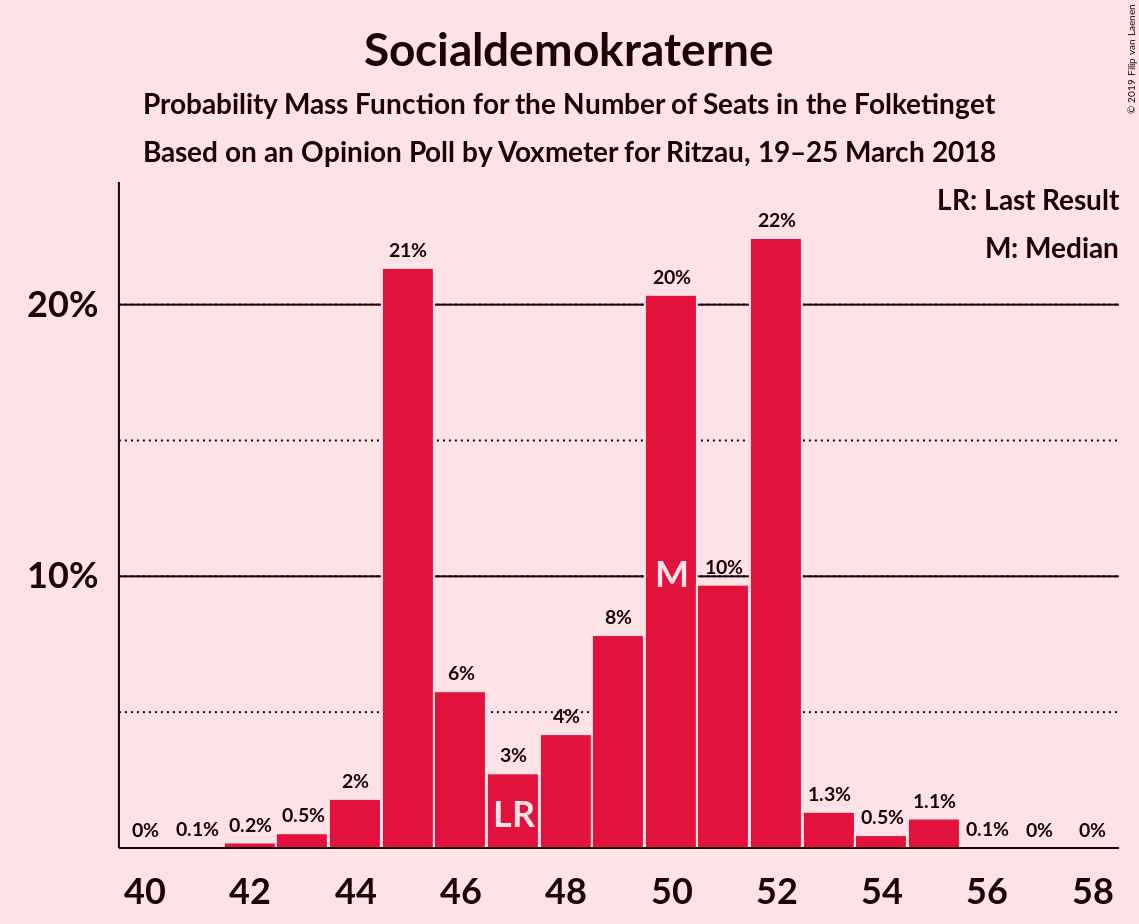 Socialdemokraterne
Probability Mass Function for the Number of Seats in the Folketinget
Based on an Opinion Poll by Voxmeter for Ritzau, 19–25 March 2018
© 2019 Filip van Laenen
LR: Last Result
M: Median
20%
10%
0%
0.1%
0.2%
0.5%
2%
21%
6%
3%
4%
8%
20%
10%
22%
1.3%
0.5%
1.1%
0.1%
0%
0%
LR
M
40 42 44 46 48 50 52 54 56 58